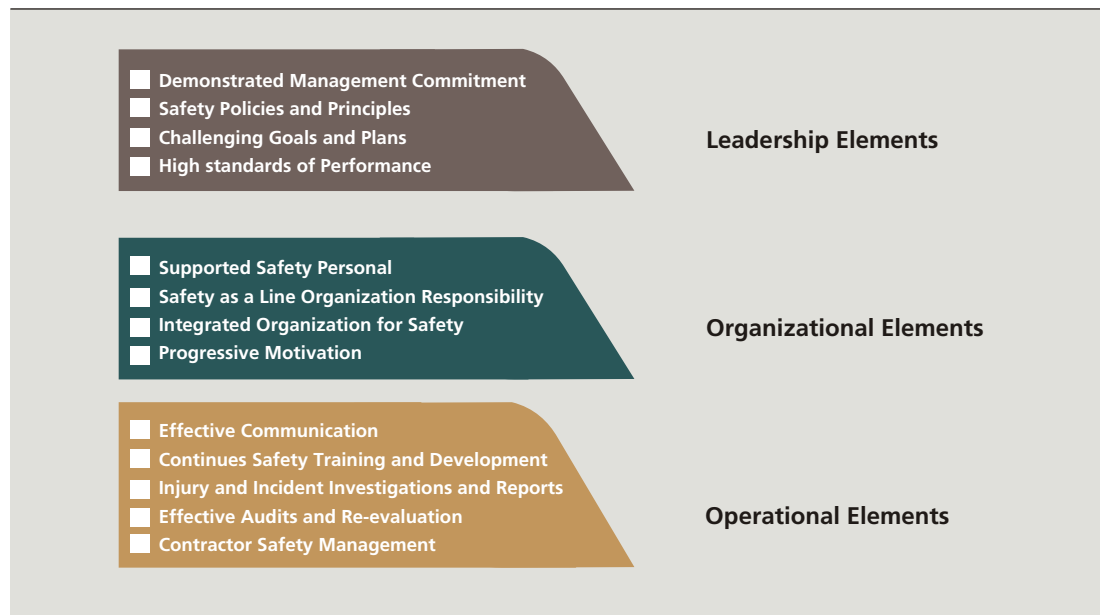 Demonstrated Management Commitment
Safety Policies and Principles
Challenging Goals and Plans
High standards of Performance
Leadership Elements
Supported Safety Personal
Safety as a Line Organization Responsibility
Integrated Organization for Safety
Progressive Motivation
Organizational Elements
Effective Communication
Continues Safety Training and Development
Injury and Incident Investigations and Reports
Effective Audits and Re-evaluation
Contractor Safety Management
Operational Elements